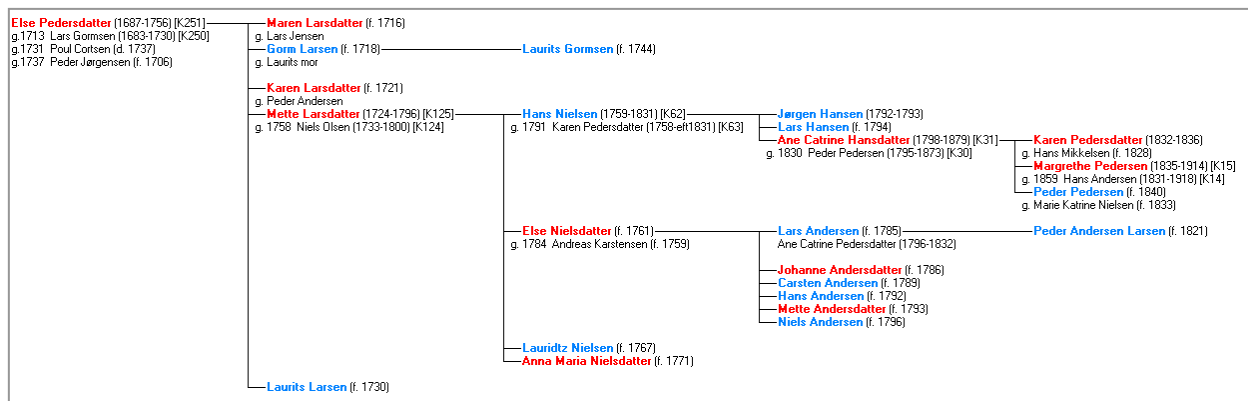 Else Pedersdatter (1687-1756) [K251]
g.1713 Lars Gormsen (1683-1730) [K250]
g.1731 Poul Cortsen (d. 1737)
g.1737 Peder Jørgensen (f. 1706)
Maren Larsdatter (f. 1716)
g. Lars Jensen
Gorm Larsen (f. 1718)
g. Laurits mor
Laurits Gormsen (f. 1744)
Karen Larsdatter (f. 1721)
g. Peder Andersen
Mette Larsdatter (1724-1796) [K125]
g. 1758 Niels Olsen (1733-1800) [K124]
Hans Nielsen (1759-1831) [K62]
g. 1791 Karen Pedersdatter (1758-eft1831) [K63]
Jørgen Hansen (1792-1793)
Lars Hansen (f. 1794)
Ane Catrine Hansdatter (1798-1879) [K31]
g. 1830 Peder Pedersen (1795-1873) [K30]
Karen Pedersdatter (1832-1836)
g. Hans Mikkelsen (f. 1828)
Margrethe Pedersen (1835-1914) [K15]
g. 1859 Hans Andersen (1831-1918) [K14]
Peder Pedersen (f. 1840)
g. Marie Katrine Nielsen (f. 1833)
Else Nielsdatter (f. 1761)
g. 1784 Andreas Karstensen (f. 1759)
Lars Andersen (f. 1785)
Ane Catrine Pedersdatter (1796-1832)
Peder Andersen Larsen (f. 1821)
Johanne Andersdatter (f. 1786)
Carsten Andersen (f. 1789)
Hans Andersen (f. 1792)
Mette Andersdatter (f. 1793)
Niels Andersen (f. 1796)
Lauridtz Nielsen (f. 1767)
Anna Maria Nielsdatter (f. 1771)
Laurits Larsen (f. 1730)